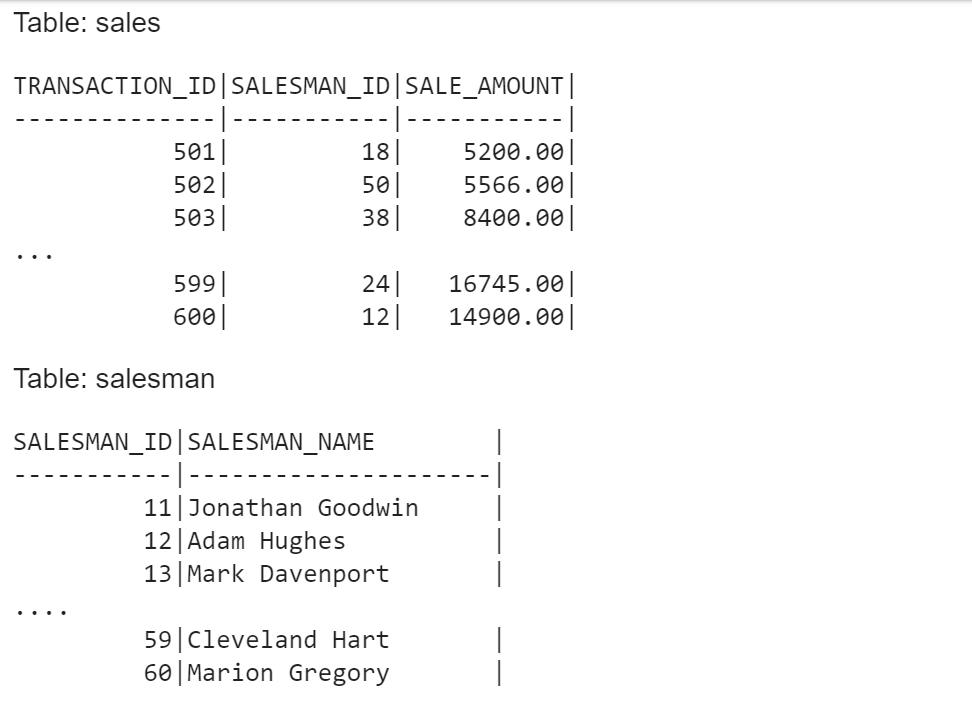 Table: sales
TRANSACTION_ID|SALESMAN_ID|SALE_AMOUNT|
--------------|-----------|-----------|
           501|         18|    5200.00|
           502|         50|    5566.00|
           503|         38|    8400.00|
...
           599|         24|   16745.00|
           600|         12|   14900.00|
Table: salesman
SALESMAN_ID|SALESMAN_NAME        |
-----------|---------------------|
         11|Jonathan Goodwin     |
         12|Adam Hughes          |
         13|Mark Davenport       |
....
         59|Cleveland Hart       |
         60|Marion Gregory       |